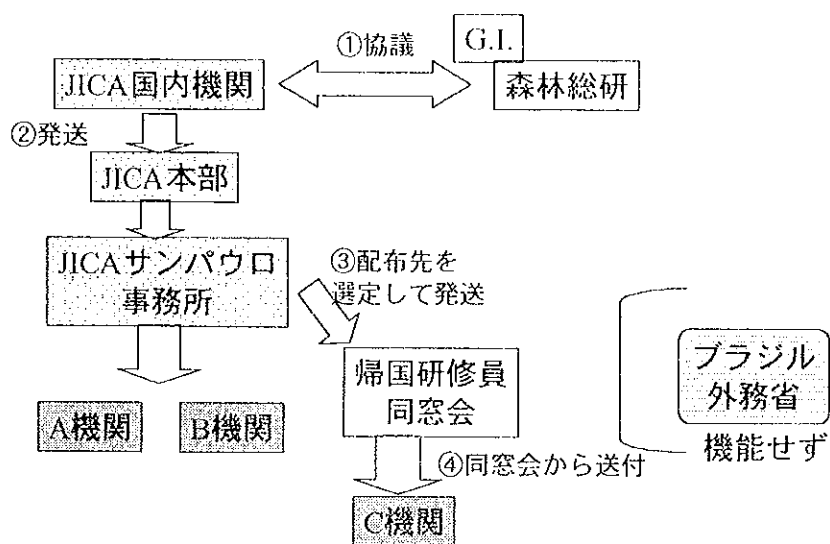 G.I.
①協議
JICA国内機関
森林総研
②発送
JICA本部
JICAサンパウロ
事務所
③配布先を
選定して発送
帰国研修員
同窓会
ブラジル
外務省
機能せず
A機関
B機関
④同窓会から送付
C機関